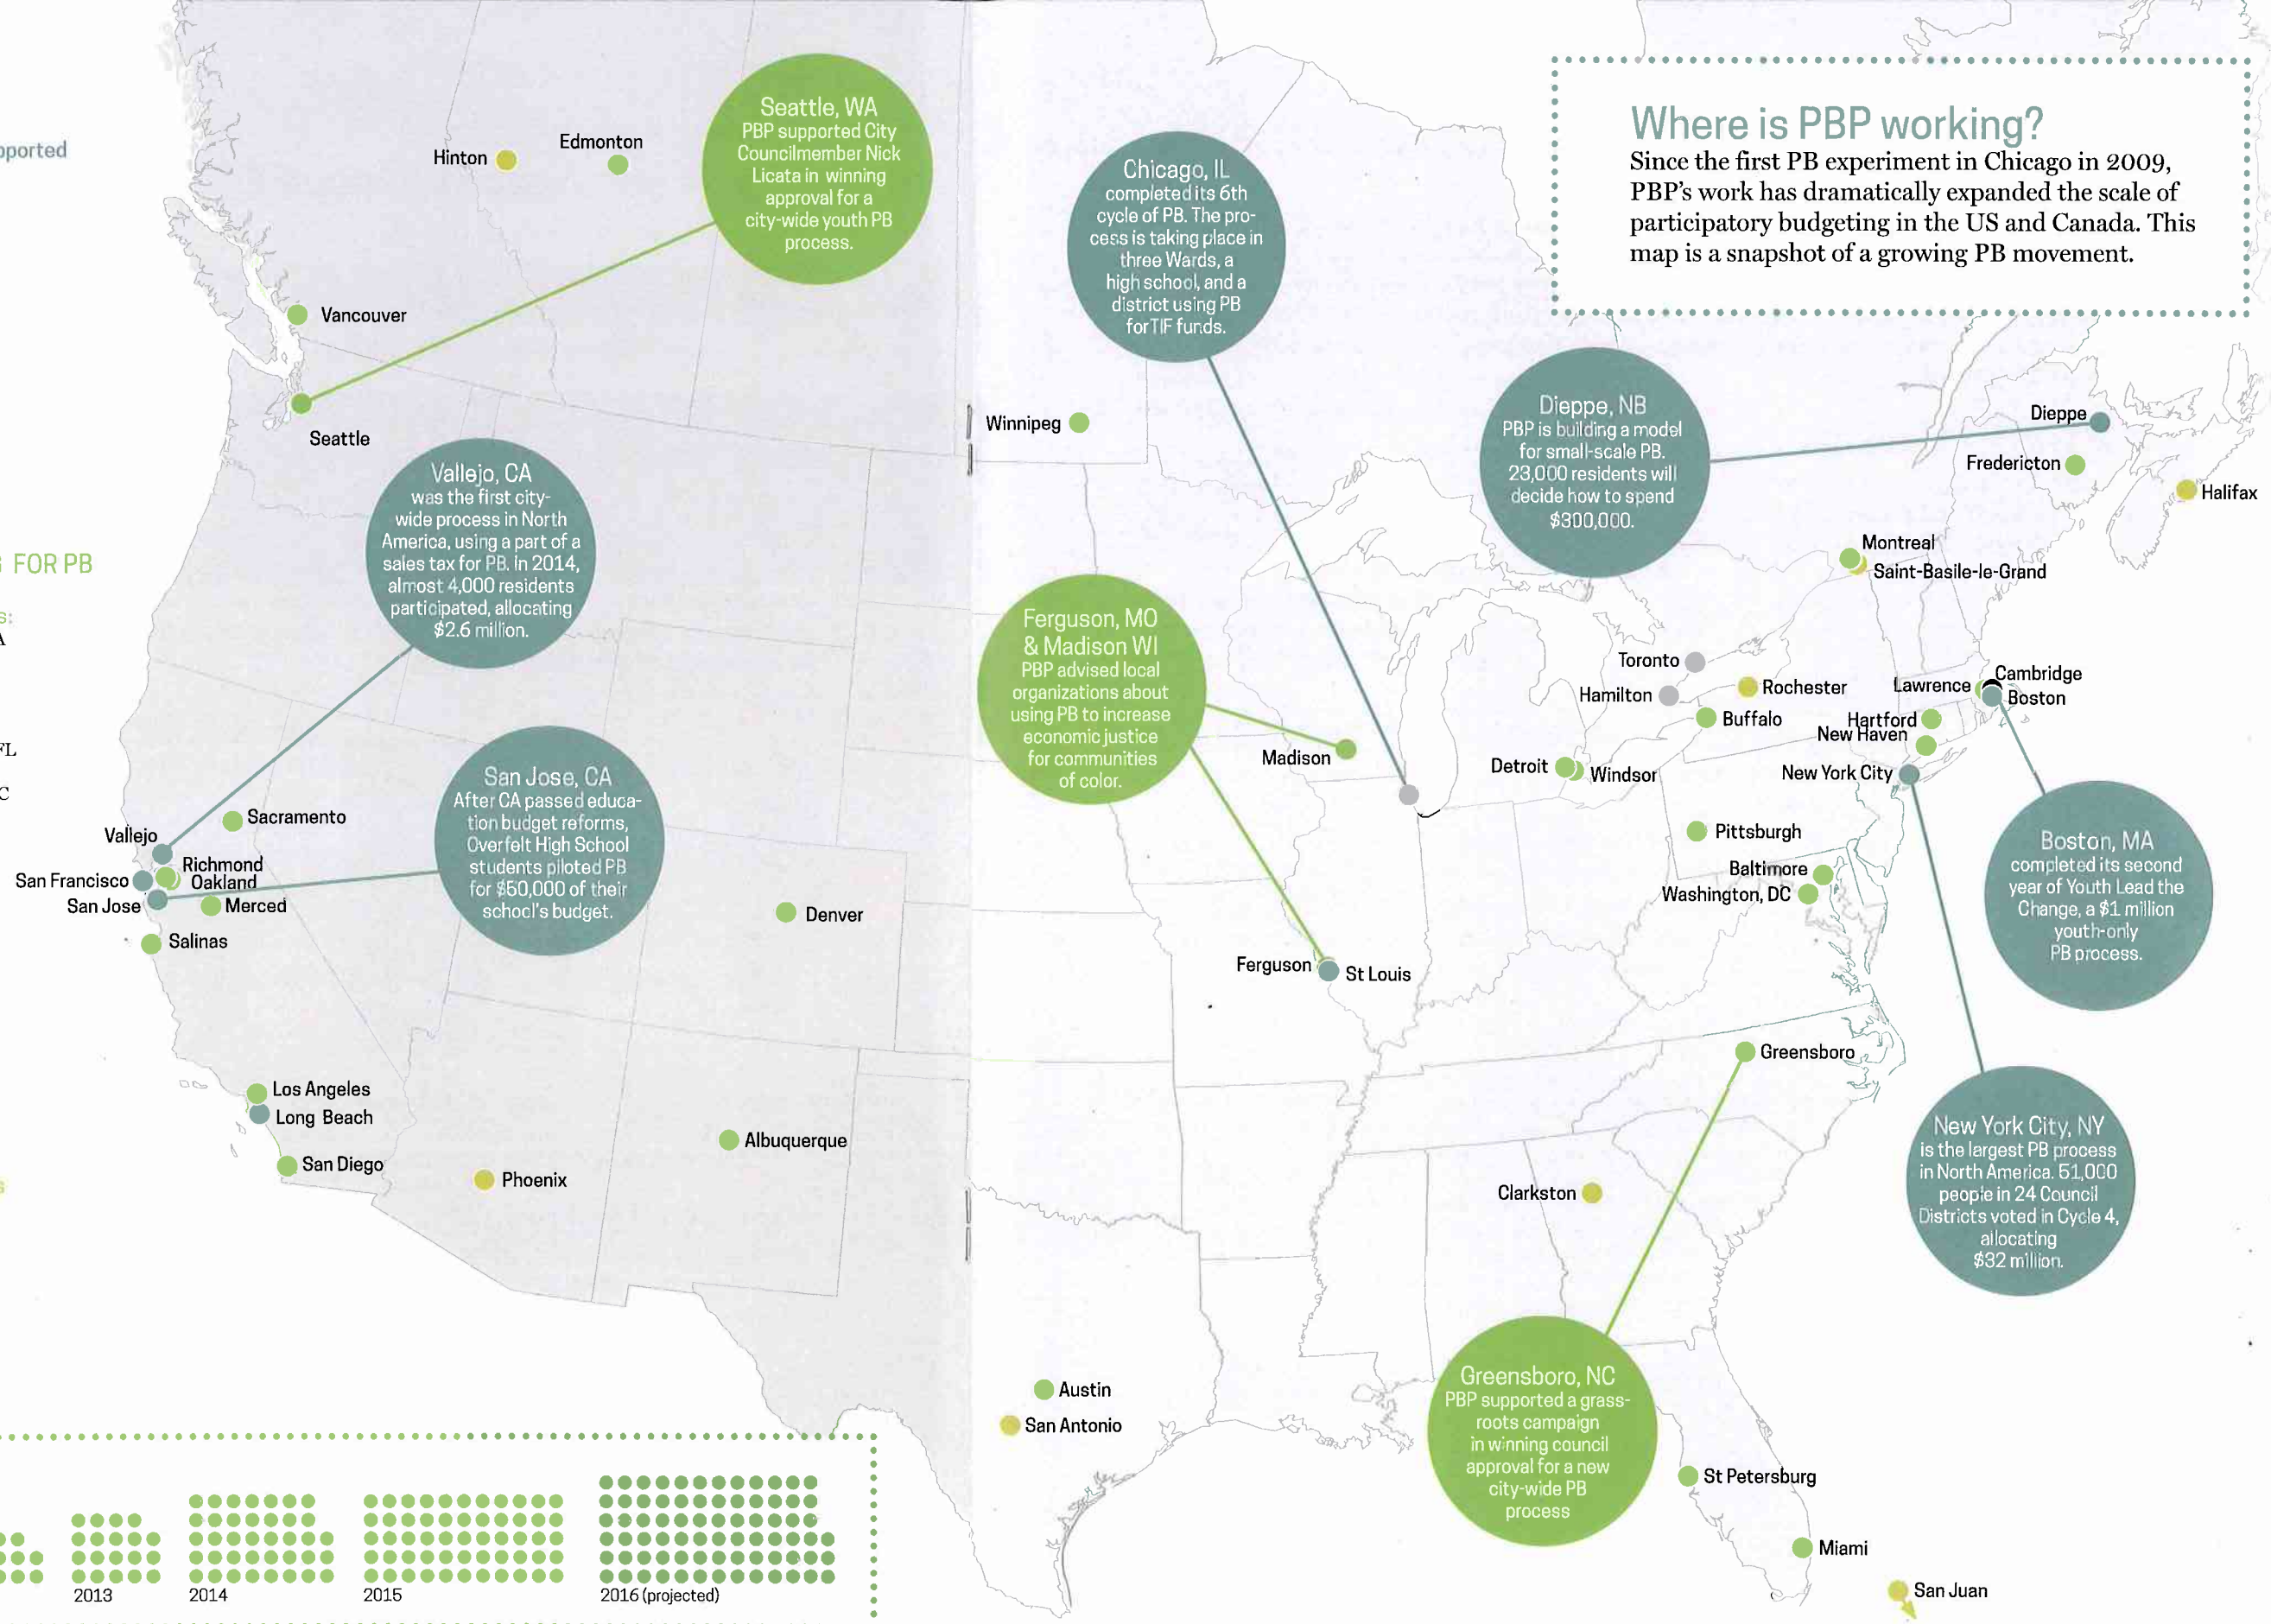 pported
FOR PB
s:
A
FL
C
s
Hinton
Edmonton
Seattle, WA
PBP supported City
Councilmember Nick
Licata in winning
approval for a
city-wide youth PB
process.
Vancouver
Seattle
Chicago, IL
completed its 6th
cycle of PB. The pro-
cess is taking place in
three Wards, a
high school, and a
district using PB
for TIF funds.
Where is PBP working?
Since the first PB experiment in Chicago in 2009,
PBP's work has dramatically expanded the scale of
participatory budgeting in the US and Canada. This
map is a snapshot of a growing PB movement.
Winnipeg
Dieppe, NB
PBP is building a model
for small-scale PB.
23,000 residents will
decide how to spend
$300,000.
Dieppe
Fredericton
Halifax
Montreal
Saint-Basile-le-Grand
Vallejo, CA
was the first city-
wide process in North
America, using a part of a
sales tax for PB. In 2014,
almost 4,000 residents
participated, allocating
$2.6 million.
Ferguson, MO
& Madison WI
PBP advised local
organizations about
using PB to increase
economic justice
for communities
of color.
Toronto
Hamilton
Rochester
Buffalo
Lawrence
Cambridge
Boston
Hartford
New Haven
New York City
Madison
Detroit
Windsor
San Jose, CA
After CA passed educa-
tion budget reforms,
Overfelt High School
students piloted PB
for $50,000 of their
school's budget.
Sacramento
Vallejo
Richmond
San Francisco
Oakland
San Jose
Merced
Salinas
Denver
Pittsburgh
Baltimore
Washington, DC
Boston, MA
completed its second
year of Youth Lead the
Change, a $1 million
youth-only
PB process.
Ferguson
St Louis
Greensboro
Los Angeles
Long Beach
San Diego
Phoenix
Albuquerque
Clarkston
New York City, NY
is the largest PB process
in North America. 51,000
people in 24 Council
Districts voted in Cycle 4,
allocating
$32 million.
Austin
San Antonio
Greensboro, NC
PBP supported a grass-
roots campaign
in winning council
approval for a new
city-wide PB
process
St Petersburg
Miami
San Juan
2013
2014
2015
2016 (projected)